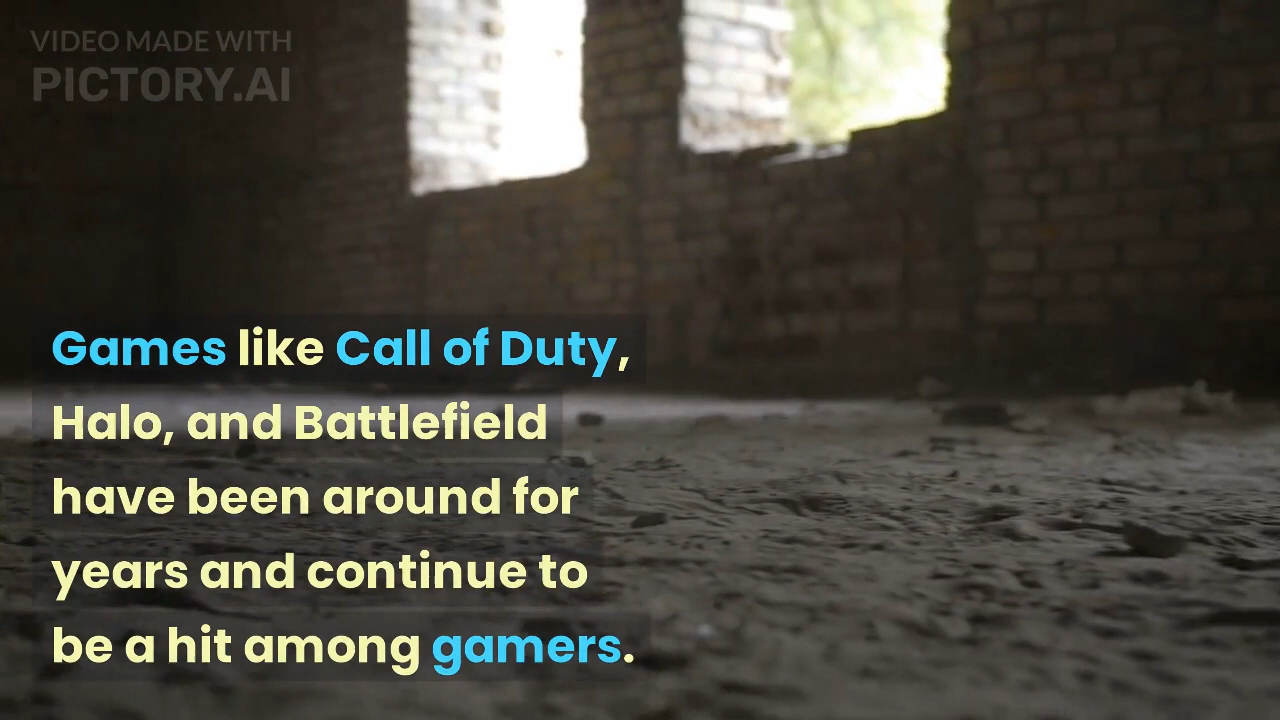 VIDEO MADE WITH
PICTORY.AI
Games like Call of Duty,
Halo, and Battlefield
have been around for
years and continue to
be a hit among gamers.